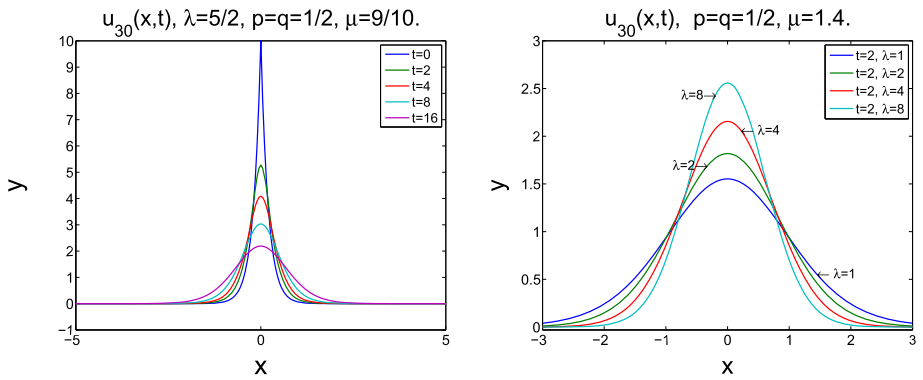 u_30(x,t), λ=5/2, p=q=1/2, μ=9/10.
10
9
8
7
6
5
4
3
2
1
0
−1
y
−5
0
5
x
t=0
t=2
t=4
t=8
t=16
u_30(x,t), p=q=1/2, μ=1.4.
3
2.5
2
1.5
1
0.5
0
y
−3
−2
−1
0
1
2
3
x
t=2, λ=1
t=2, λ=2
t=2, λ=4
t=2, λ=8
λ=8→
←λ=4
λ=2→
←λ=1